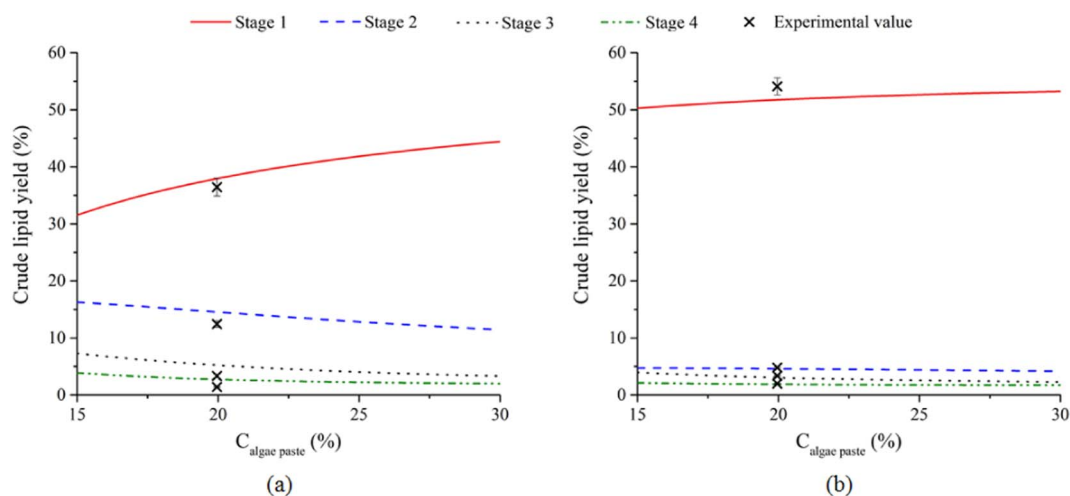 Stage 1 Stage 2 Stage 3 Stage 4 Experimental value
60
50
40
30
20
10
0
15 20 25 30
Crude lipid yield (%)
C algae paste (%)
(a)
60
50
40
30
20
10
0
15 20 25 30
Crude lipid yield (%)
C algae paste (%)
(b)